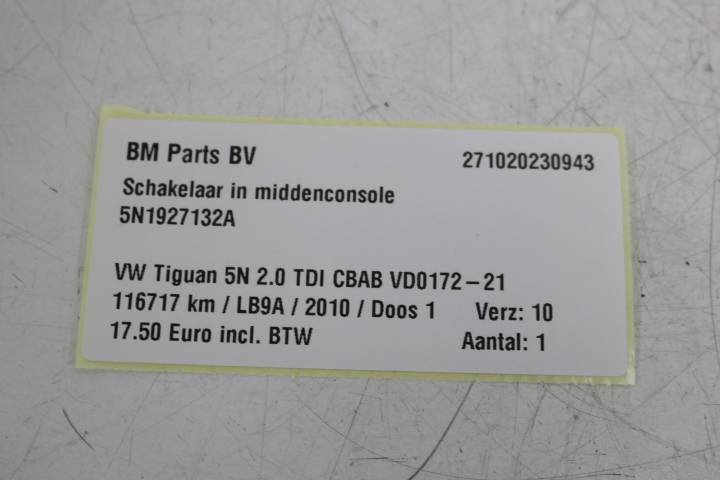 BM Parts BV 271020230943
Schakelaar in middenconsole
5N1927132A
VW Tiguan 5N 2.0 TDI CBAB VD0172-21
116717 km / LB9A / 2010 / Doos 1 Verz: 10
17.50 Euro incl. BTW Aantal: 1